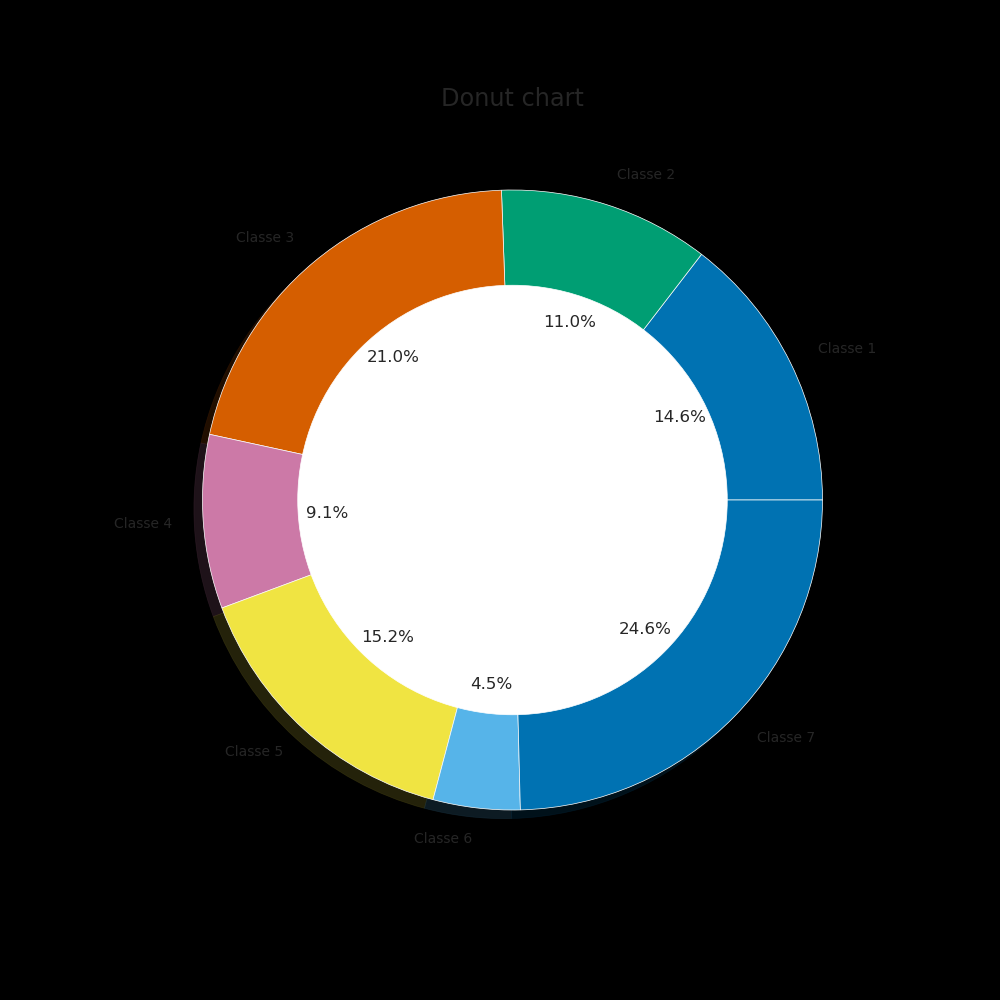 Donut chart
Classe 2
Classe 3
11.0%
Classe 1
21.0%
14.6%
9.1%
Classe 4
24.6%
15.2%
4.5%
Classe 7
Classe 5
Classe 6